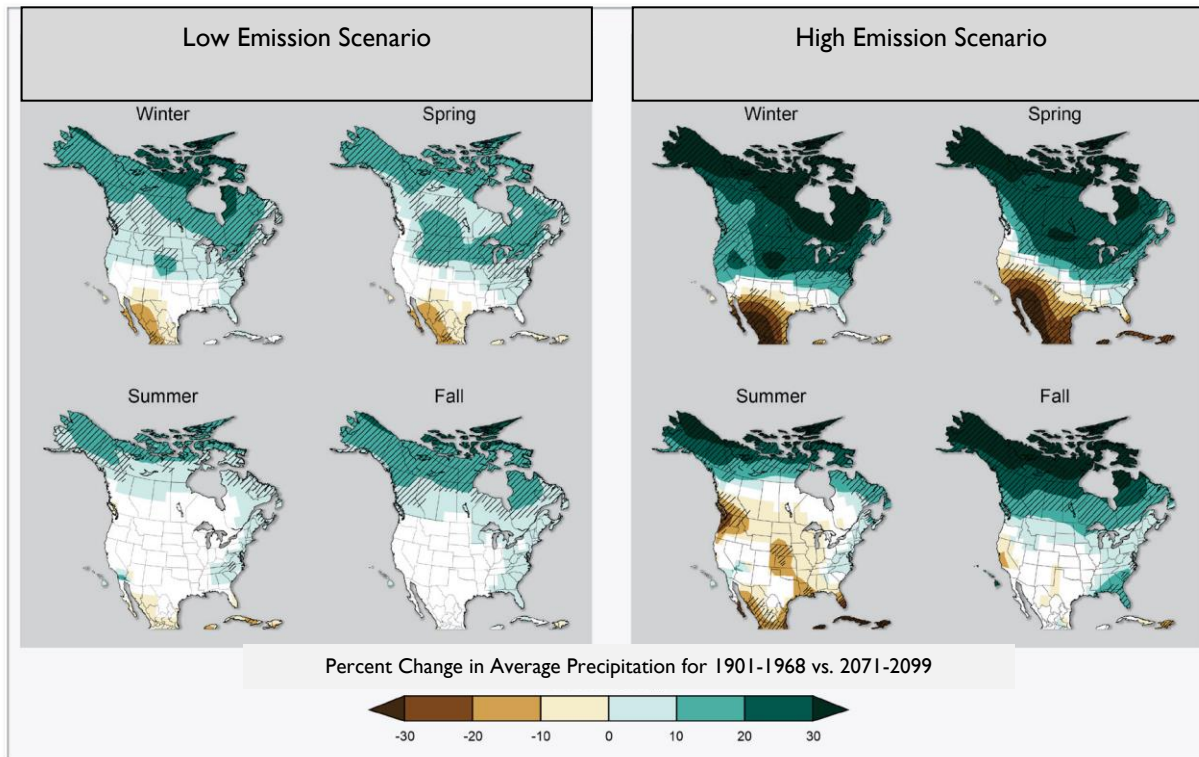 Low Emission Scenario
High Emission Scenario
Winter
Spring
Winter
Spring
Summer
Fall
Summer
Fall
Percent Change in Average Precipitation for 1901-1968 vs. 2071-2099
-30 -20 -10 0 10 20 30